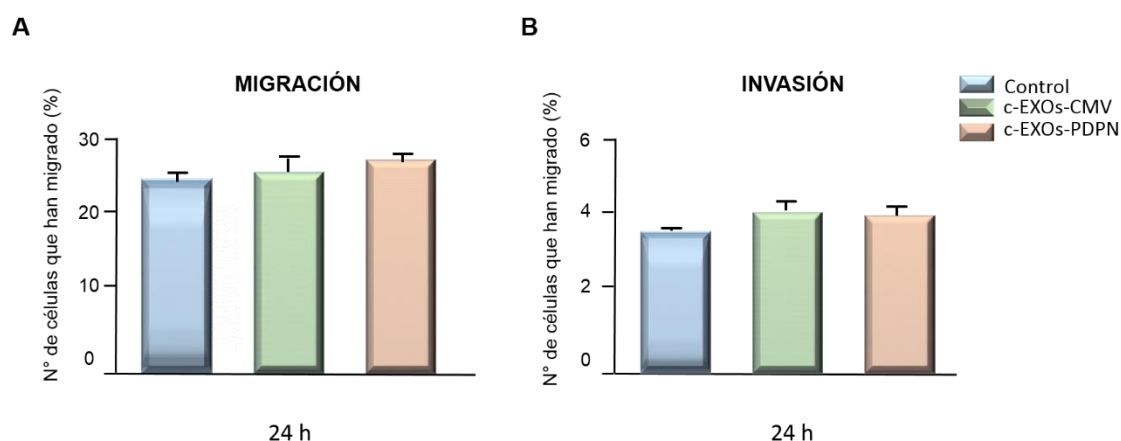 A
MIGRACIÓN
N° de células que han migrado (%)
30
20
10
0
24 h
B
INVASIÓN
N° de células que han migrado (%)
6
4
2
0
24 h
Control
c-EXOs-CMV
c-EXOs-PDPN